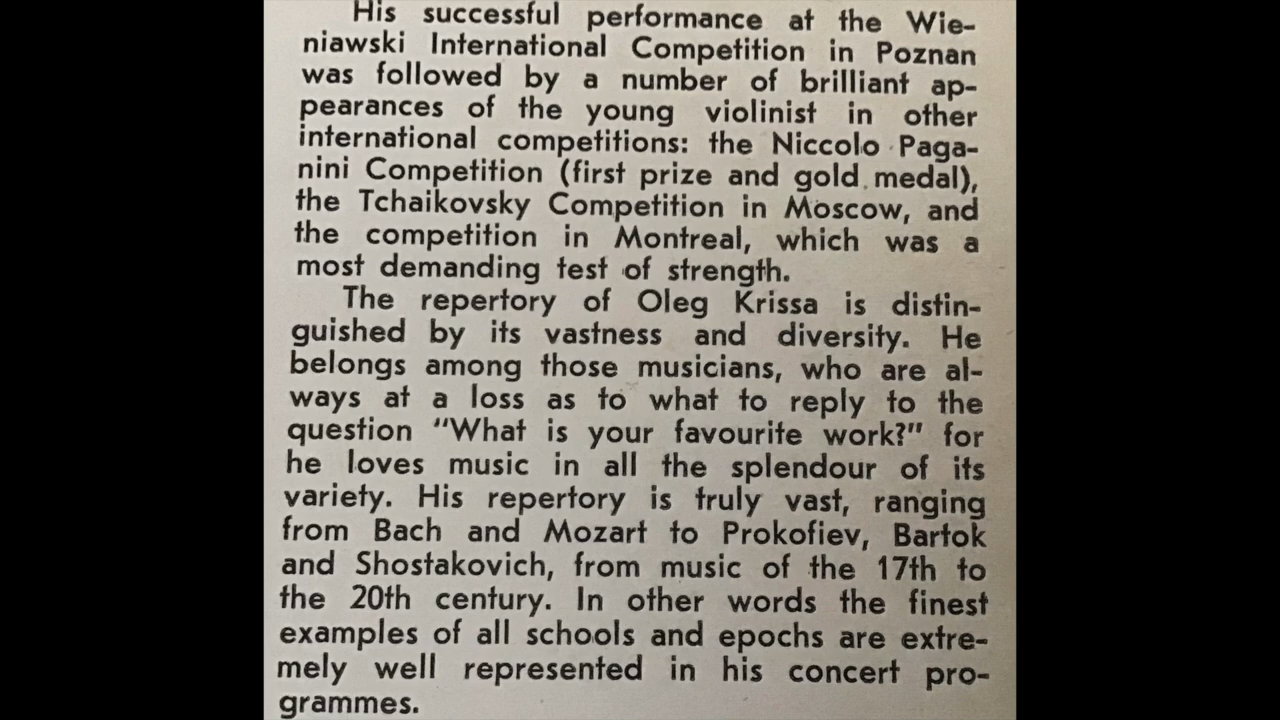 His successful performance at the Wie-
niawski International Competition in Poznan
was followed by a number of brilliant ap-
pearances of the young violinist in other
international competitions: the Niccolo Paga-
nini Competition (first prize and gold medal),
the Tchaikovsky Competition in Moscow, and
the competition in Montreal, which was a
most demanding test of strength.
The repertory of Oleg Krissa is distin-
guished by its vastness and diversity. He
belongs among those musicians, who are al-
ways at a loss as to what to reply to the
question "What is your favourite work?" for
he loves music in all the splendour of its
variety. His repertory is truly vast, ranging
from Bach and Mozart to Prokofiev, Bartok
and Shostakovich, from music of the 17th to
the 20th century. In other words the finest
examples of all schools and epochs are extre-
mely well represented in his concert pro-
grammes.